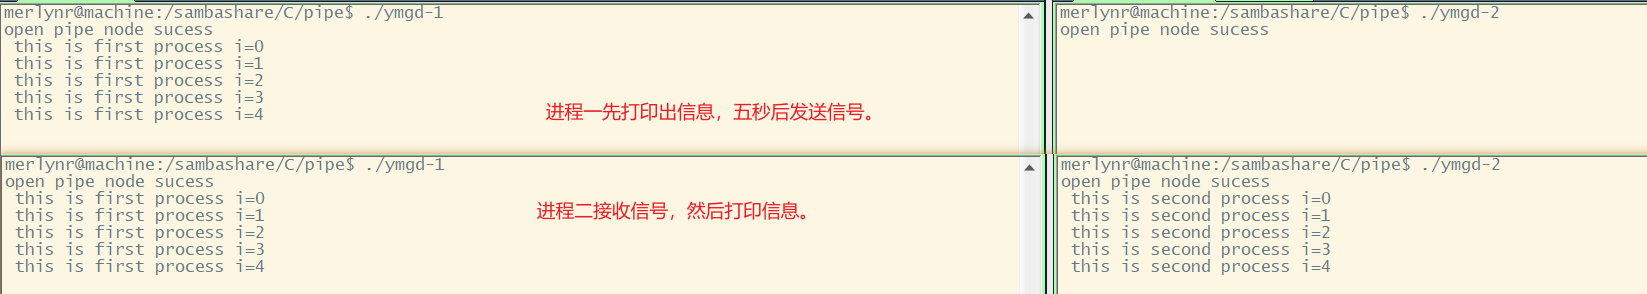 merlynr@machine:/sambashare/C/pipe$ ./ymgd-1
open pipe node sucess
this is first process i=0
this is first process i=1
this is first process i=2
this is first process i=3
this is first process i=4
进程一先打印出信息，五秒后发送信号。
merlynr@machine:/sambashare/C/pipe$ ./ymgd-2
open pipe node sucess
merlynr@machine:/sambashare/C/pipe$ ./ymgd-1
open pipe node sucess
this is first process i=0
this is first process i=1
this is first process i=2
this is first process i=3
this is first process i=4
进程二接收信号，然后打印信息。
merlynr@machine:/sambashare/C/pipe$ ./ymgd-2
open pipe node sucess
this is second process i=0
this is second process i=1
this is second process i=2
this is second process i=3
this is second process i=4